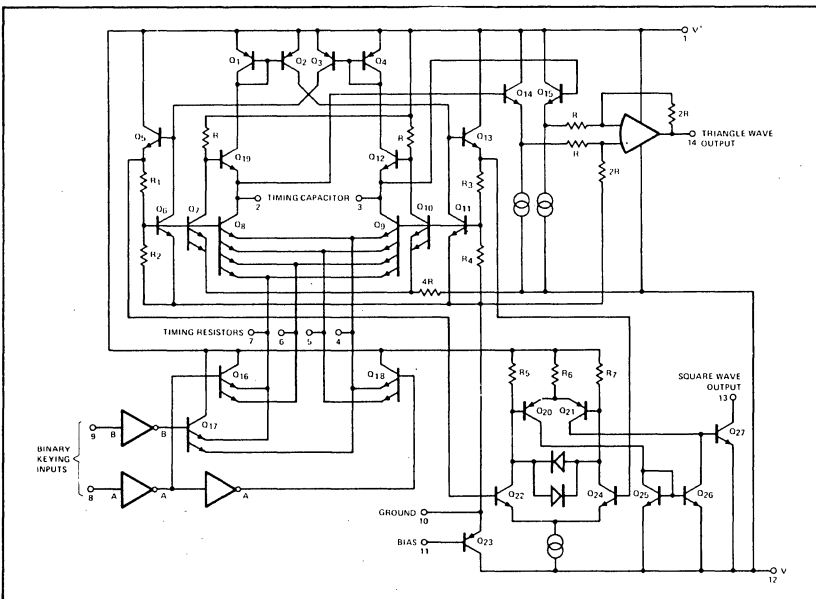 V+
1
Q1 Q2 Q3 Q4
Q14 Q15
Q5
R
R
Q13
R
2R
TRIANGLE WAVE
OUTPUT
14
Q19
Q12
R
2R
R1
TIMING CAPACITOR
2
3
R3
Q6 Q7 Q8 Q9 Q10 Q11
R2
R4
4R
TIMING RESISTORS
7 6 5 4
Q16
Q18
R5 R6 R7
SQUARE WAVE
OUTPUT
13
Q17
Q20 Q21
Q27
BINARY
KEYING
INPUTS
9 B B
8 A A A
Q22 Q24 Q25 Q26
GROUND
10
BIAS
11
Q23
V
12